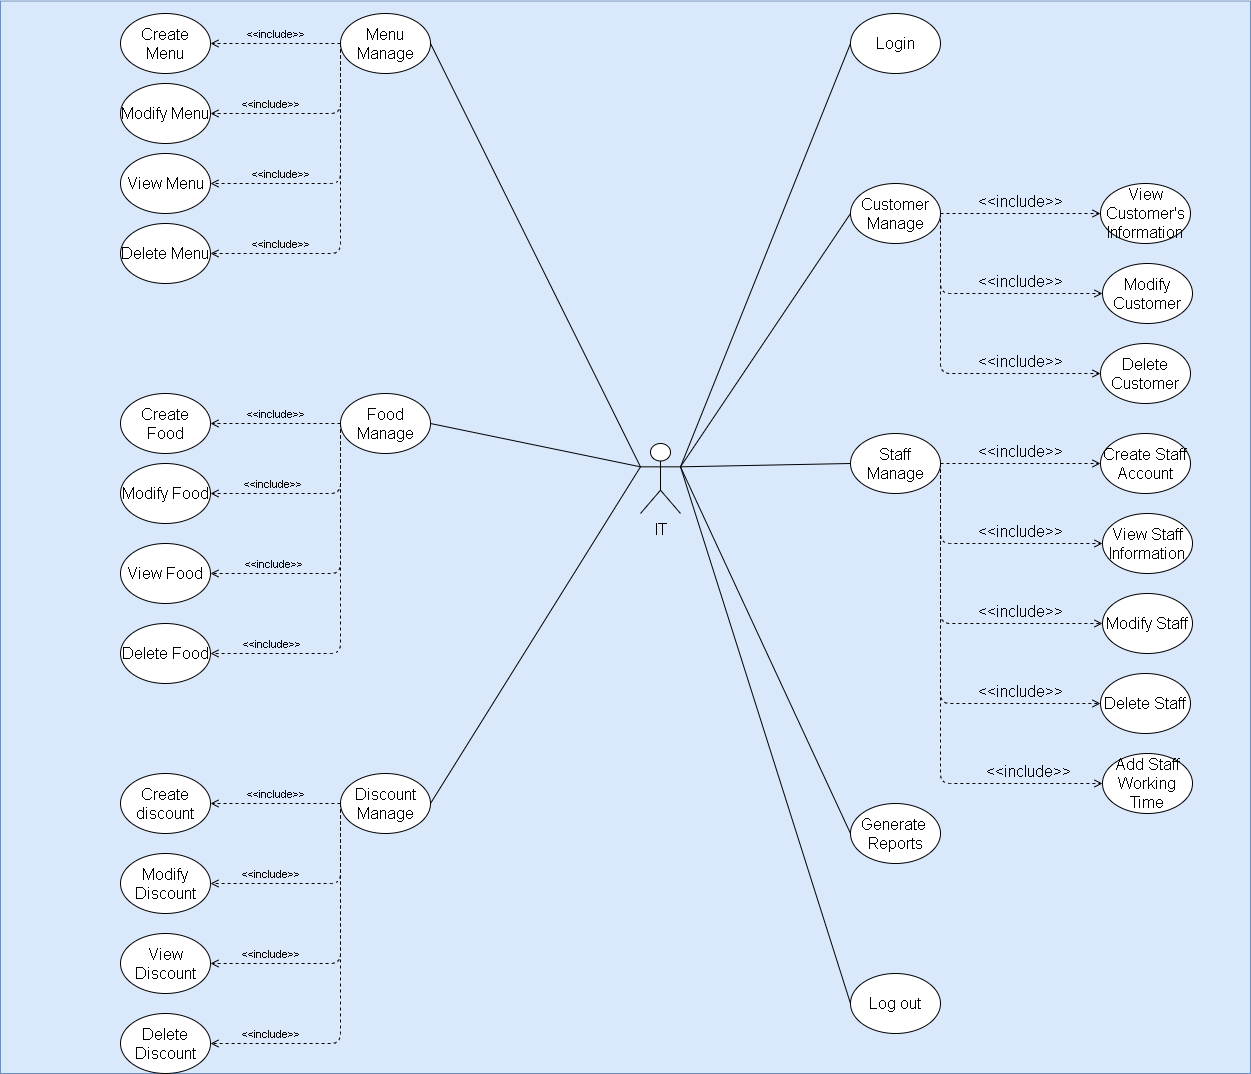 Create
Menu
<<include>>
Menu
Manage
Modify Menu
<<include>>
View Menu
<<include>>
Delete Menu
<<include>>
Create
Food
<<include>>
Food
Manage
Modify Food
<<include>>
View Food
<<include>>
Delete Food
<<include>>
Create
discount
<<include>>
Discount
Manage
Modify
Discount
<<include>>
View
Discount
<<include>>
Delete
Discount
<<include>>
IT
Login
Customer
Manage
<<include>>
View
Customer's
Information
<<include>>
Modify
Customer
<<include>>
Delete
Customer
Staff
Manage
<<include>>
Create Staff
Account
<<include>>
View Staff
Information
<<include>>
Modify Staff
<<include>>
Delete Staff
<<include>>
Add Staff
Working
Time
Generate
Reports
Log out